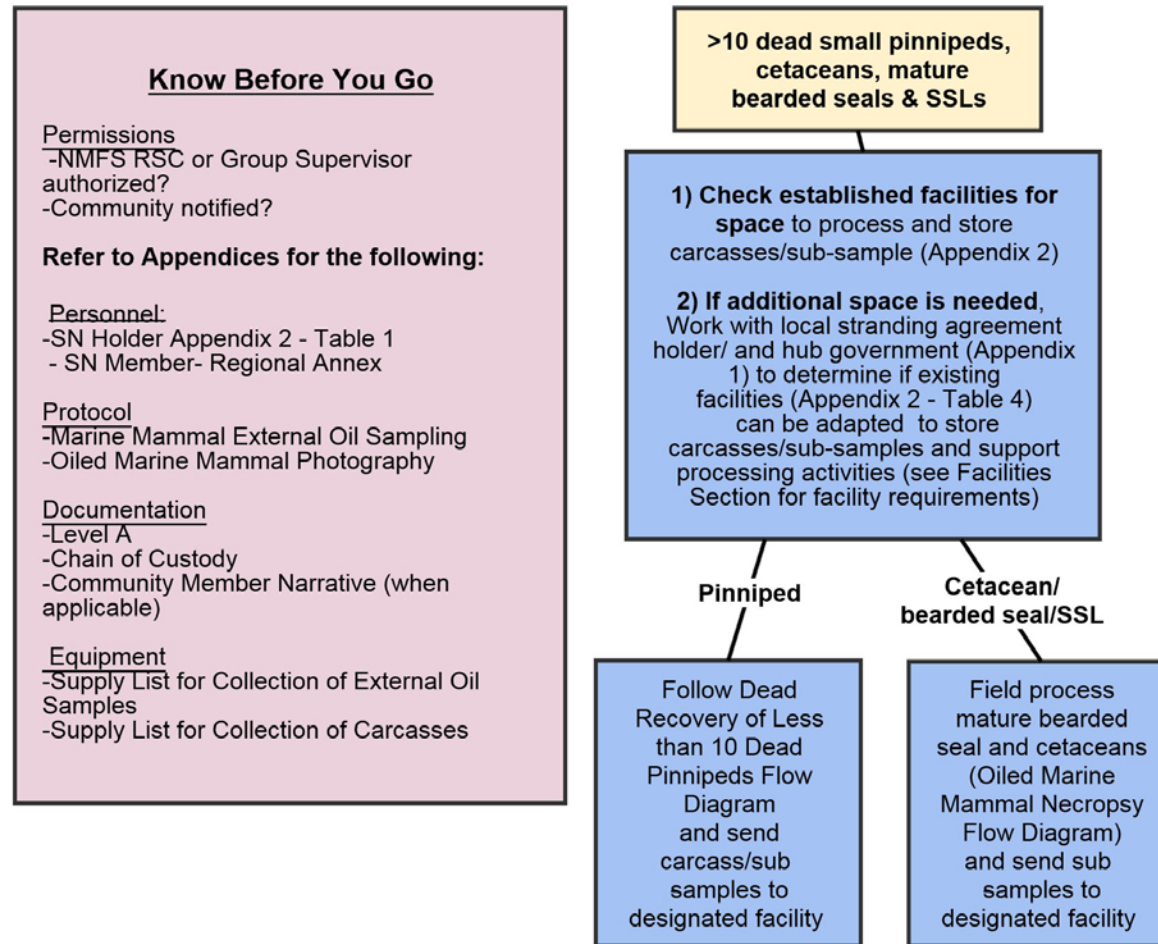 Know Before You Go
Permissions
-NMFS RSC or Group Supervisor
authorized?
-Community notified?
Refer to Appendices for the following:
Personnel:
-SN Holder Appendix 2 - Table 1
- SN Member- Regional Annex
Protocol
-Marine Mammal External Oil Sampling
-Oiled Marine Mammal Photography
Documentation
-Level A
-Chain of Custody
-Community Member Narrative (when
applicable)
Equipment
-Supply List for Collection of External Oil
Samples
-Supply List for Collection of Carcasses
>10 dead small pinnipeds,
cetaceans, mature
bearded seals & SSLs
1) Check established facilities for
space to process and store
carcasses/sub-sample (Appendix 2)
2) If additional space is needed,
Work with local stranding agreement
holder/ and hub government (Appendix
1) to determine if existing
facilities (Appendix 2 - Table 4)
can be adapted to store
carcasses/sub-samples and support
processing activities (see Facilities
Section for facility requirements)
Pinniped
Cetacean/
bearded seal/SSL
Follow Dead
Recovery of Less
than 10 Dead
Pinnipeds Flow
Diagram
and send
carcass/sub
samples to
designated facility
Field process
mature bearded
seal and cetaceans
(Oiled Marine
Mammal Necropsy
Flow Diagram)
and send sub
samples to
designated facility